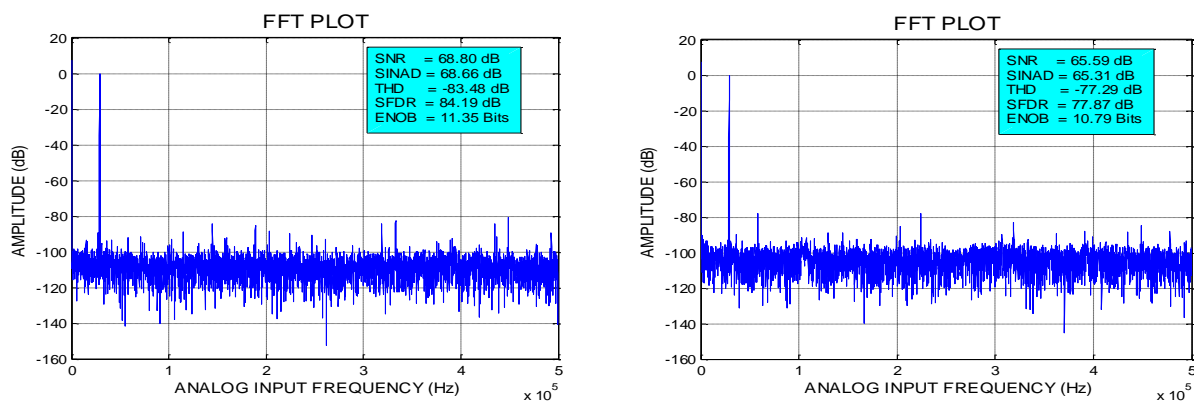 FFT PLOT
20
0
-20
-40
-60
-80
-100
-120
-140
-160
AMPLITUDE (dB)
SNR = 68.80 dB
SINAD = 68.66 dB
THD = -83.48 dB
SFDR = 84.19 dB
ENOB = 11.35 Bits
0 1 2 3 4 5
ANALOG INPUT FREQUENCY (Hz)
x 10^5
FFT PLOT
20
0
-20
-40
-60
-80
-100
-120
-140
-160
AMPLITUDE (dB)
SNR = 65.59 dB
SINAD = 65.31 dB
THD = -77.29 dB
SFDR = 77.87 dB
ENOB = 10.79 Bits
0 1 2 3 4 5
ANALOG INPUT FREQUENCY (Hz)
x 10^5